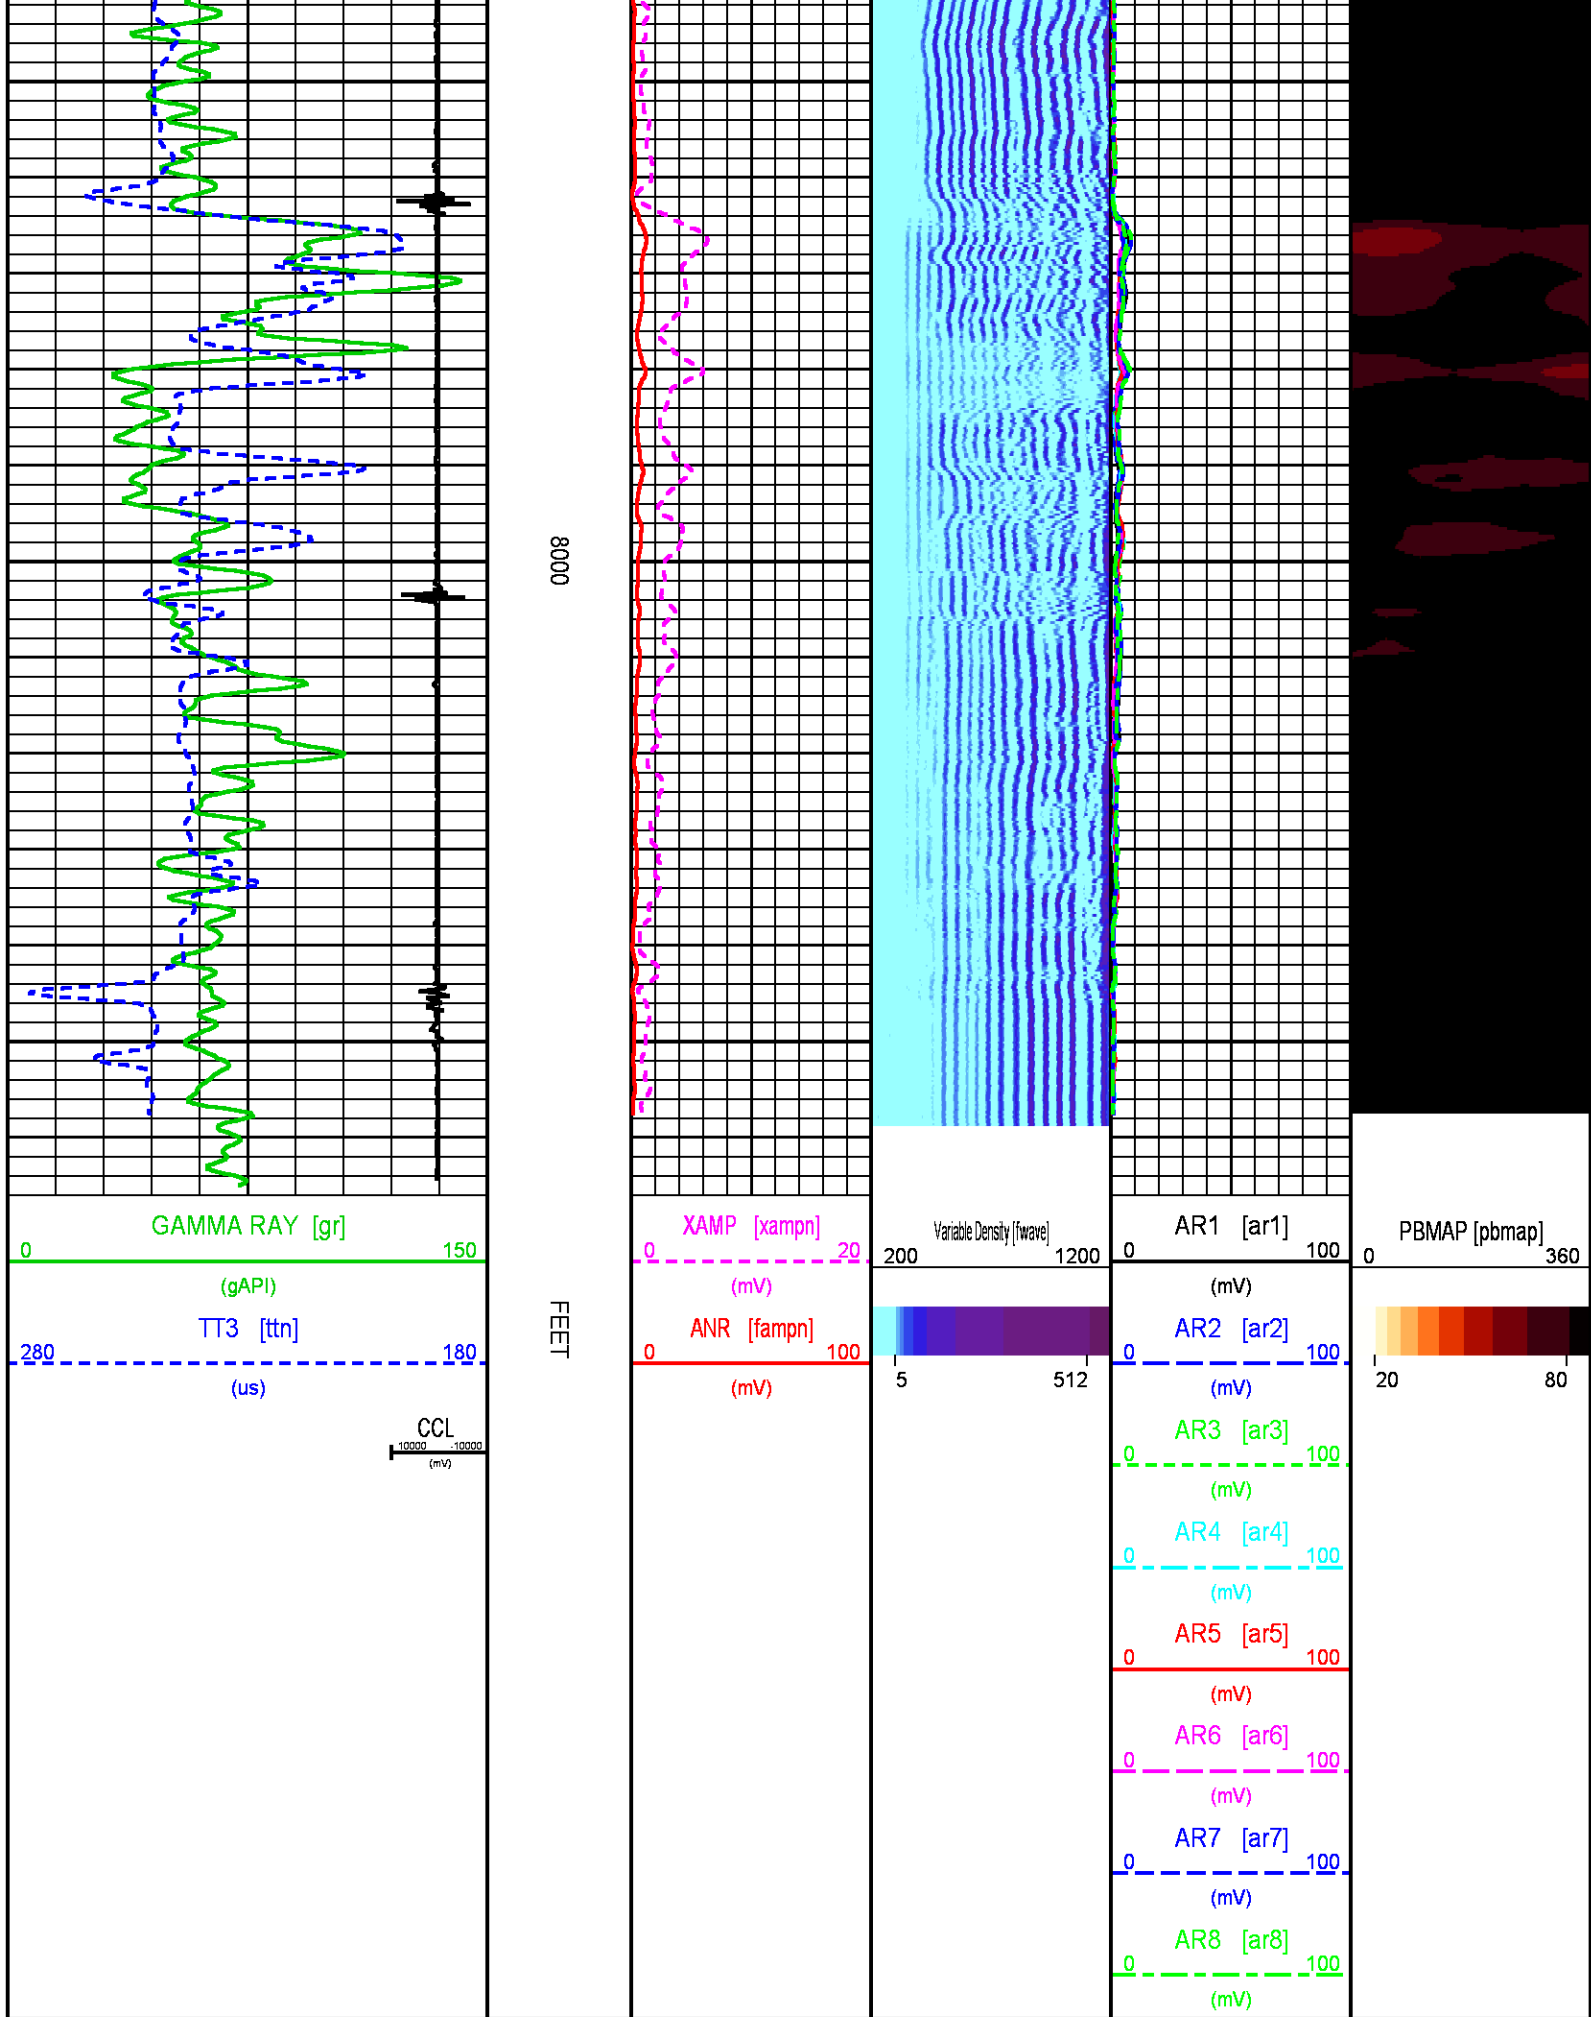 8000
FEET
GAMMA RAY [gr]
0 150
(gAPI)
TT3 [ttn]
280 180
(us)
CCL
10000 -10000
(mV)
XAMP [xampn]
0 20
(mV)
ANR [fampn]
0 100
(mV)
Variable Density [fwave]
200 1200
5 512
AR1 [ar1]
0 100
(mV)
AR2 [ar2]
0 100
(mV)
AR3 [ar3]
0 100
(mV)
AR4 [ar4]
0 100
(mV)
AR5 [ar5]
0 100
(mV)
AR6 [ar6]
0 100
(mV)
AR7 [ar7]
0 100
(mV)
AR8 [ar8]
0 100
(mV)
PBMAP [pbmap]
0 360
20 80